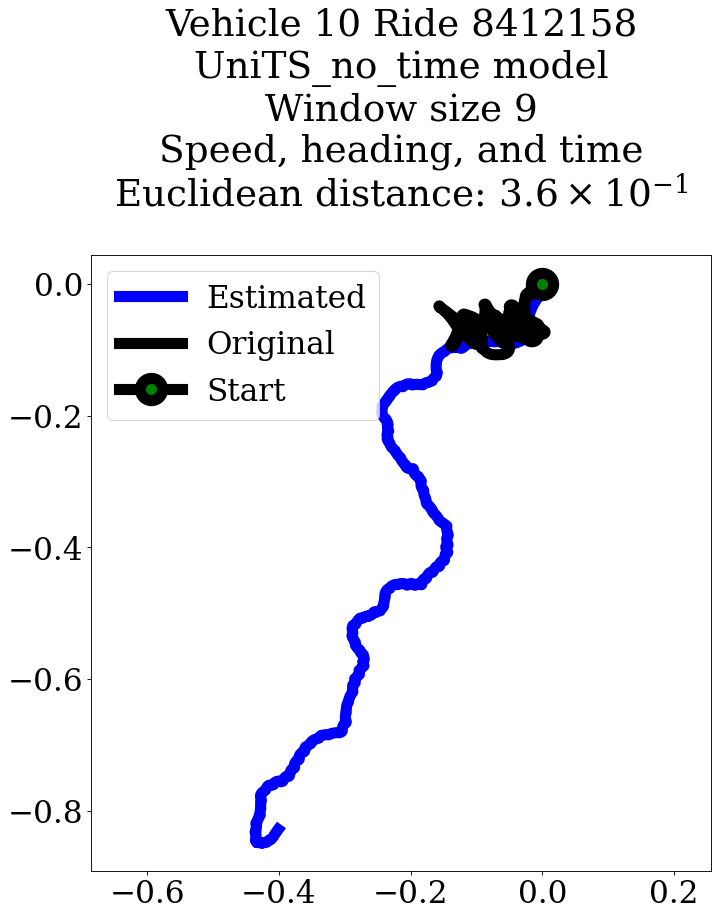 Vehicle 10 Ride 8412158
UniTS_no_time model
Window size 9
Speed, heading, and time
Euclidean distance: 3.6 × 10⁻¹
Estimated
Original
Start
0.0
−0.2
−0.4
−0.6
−0.8
−0.6 −0.4 −0.2 0.0 0.2